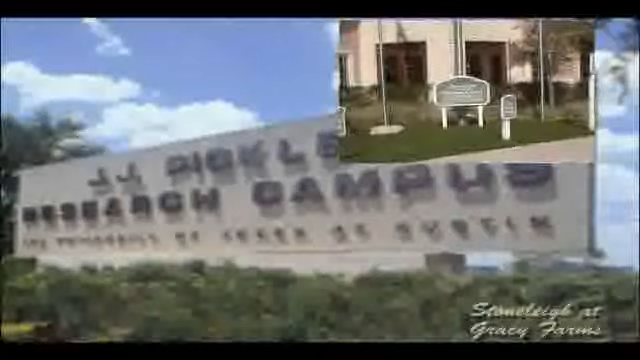 J.J. PICKLE
RESEARCH CAMPUS
THE UNIVERSITY OF TEXAS AT AUSTIN
Stoneleigh at
Gracy Farms